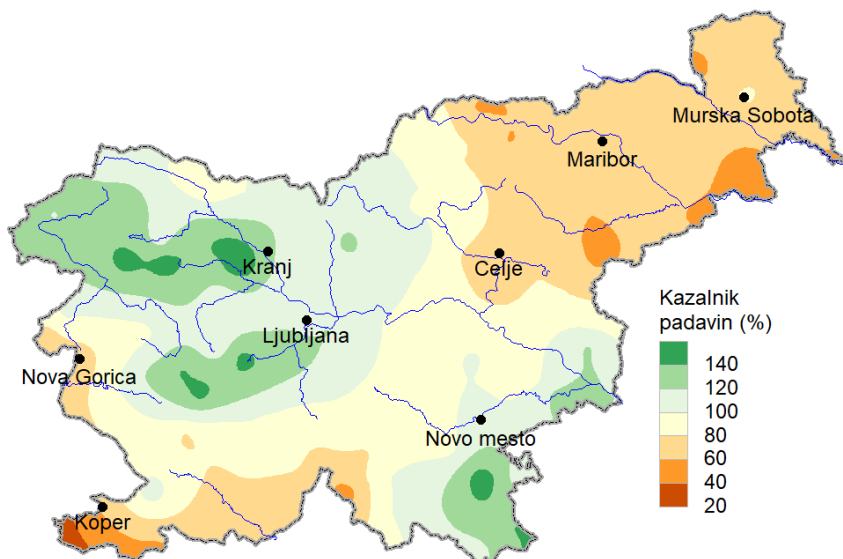 Murska Sobota
Maribor
Kranj
Celje
Ljubljana
Nova Gorica
Novo mesto
Koper
Kazalnik
padavin (%)
140
120
100
80
60
40
20